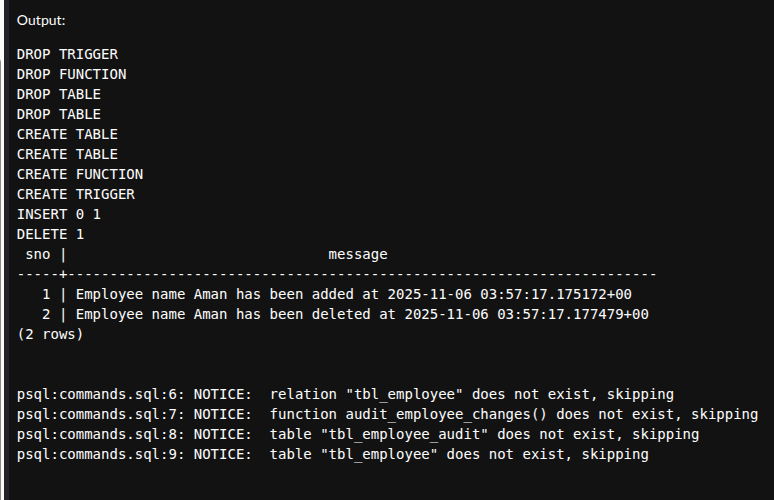 Output:
DROP TRIGGER
DROP FUNCTION
DROP TABLE
DROP TABLE
CREATE TABLE
CREATE TABLE
CREATE FUNCTION
CREATE TRIGGER
INSERT 0 1
DELETE 1
 sno |                               message
-----+----------------------------------------------------------------------
   1 | Employee name Aman has been added at 2025-11-06 03:57:17.175172+00
   2 | Employee name Aman has been deleted at 2025-11-06 03:57:17.177479+00
(2 rows)
psql:commands.sql:6: NOTICE:  relation "tbl_employee" does not exist, skipping
psql:commands.sql:7: NOTICE:  function audit_employee_changes() does not exist, skipping
psql:commands.sql:8: NOTICE:  table "tbl_employee_audit" does not exist, skipping
psql:commands.sql:9: NOTICE:  table "tbl_employee" does not exist, skipping